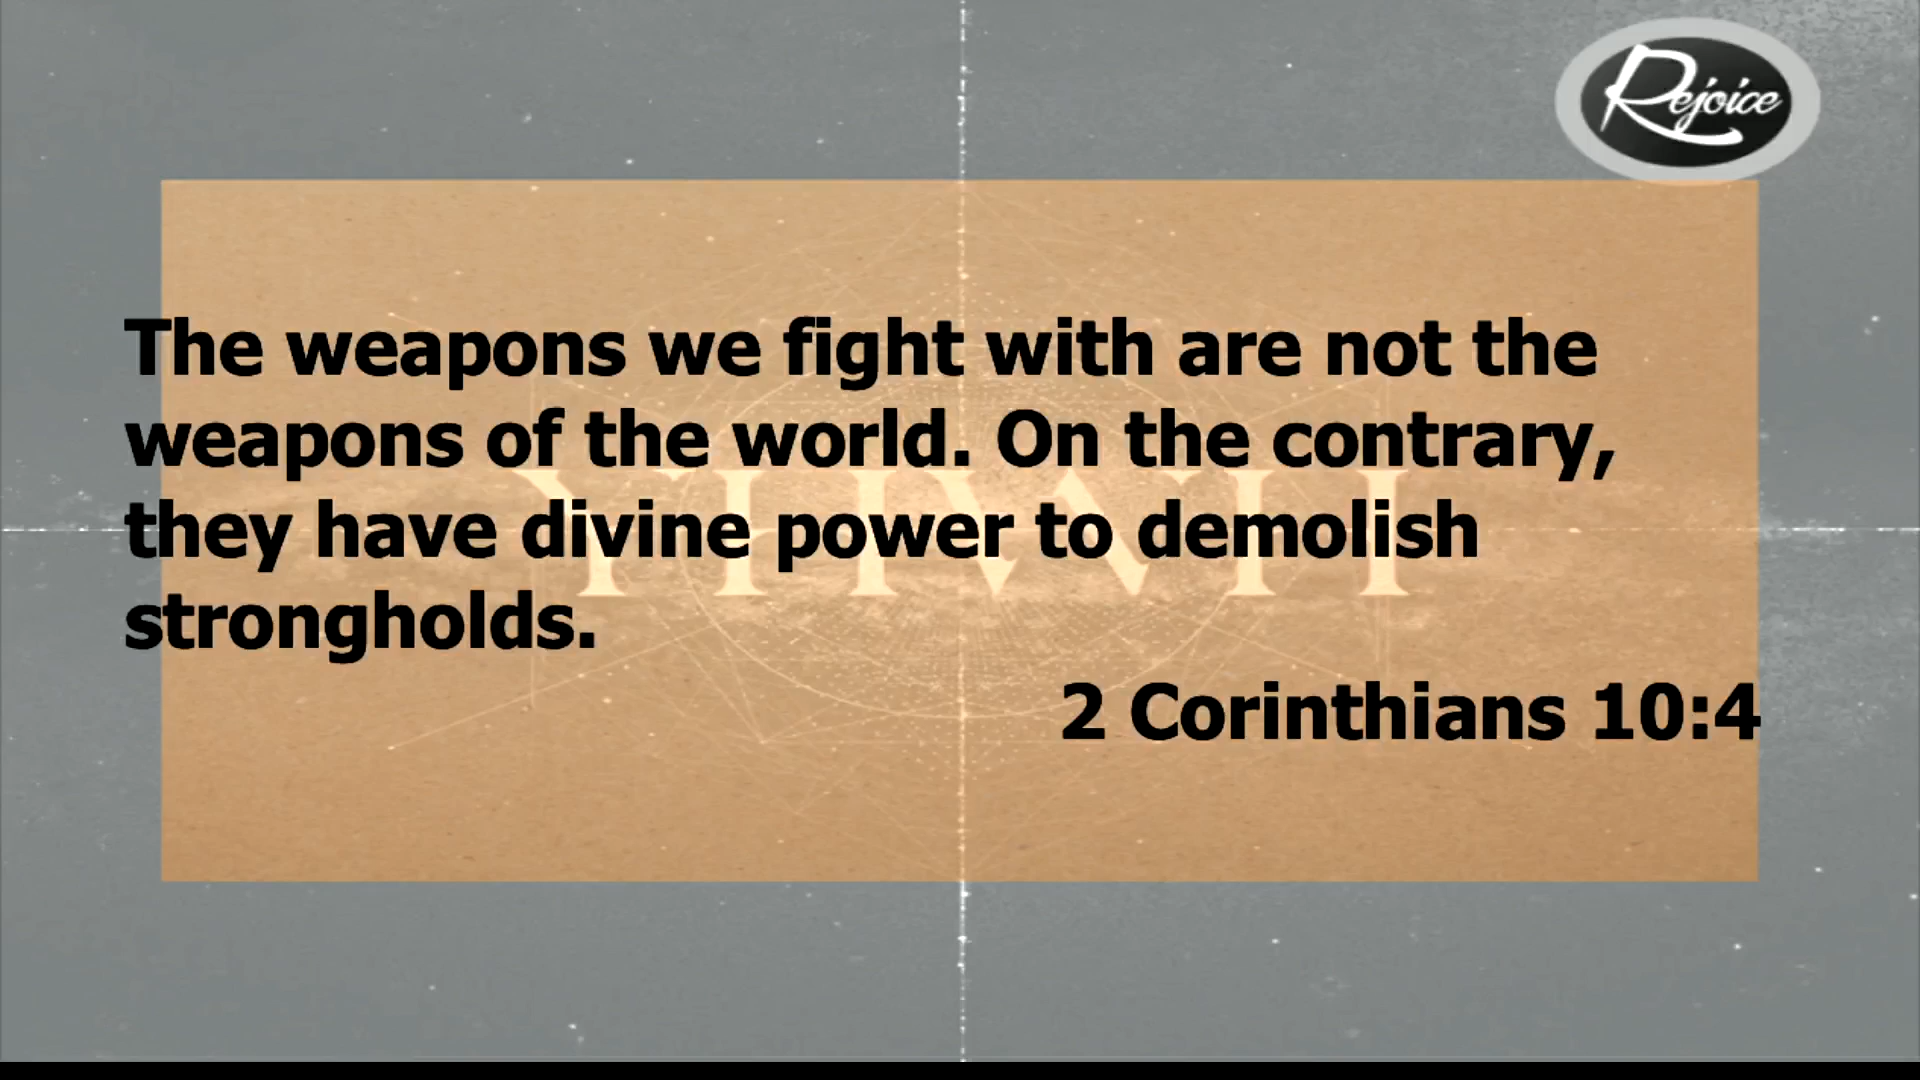 Rejoice
The weapons we fight with are not the
weapons of the world. On the contrary,
they have divine power to demolish
strongholds.
2 Corinthians 10:4
YHWH